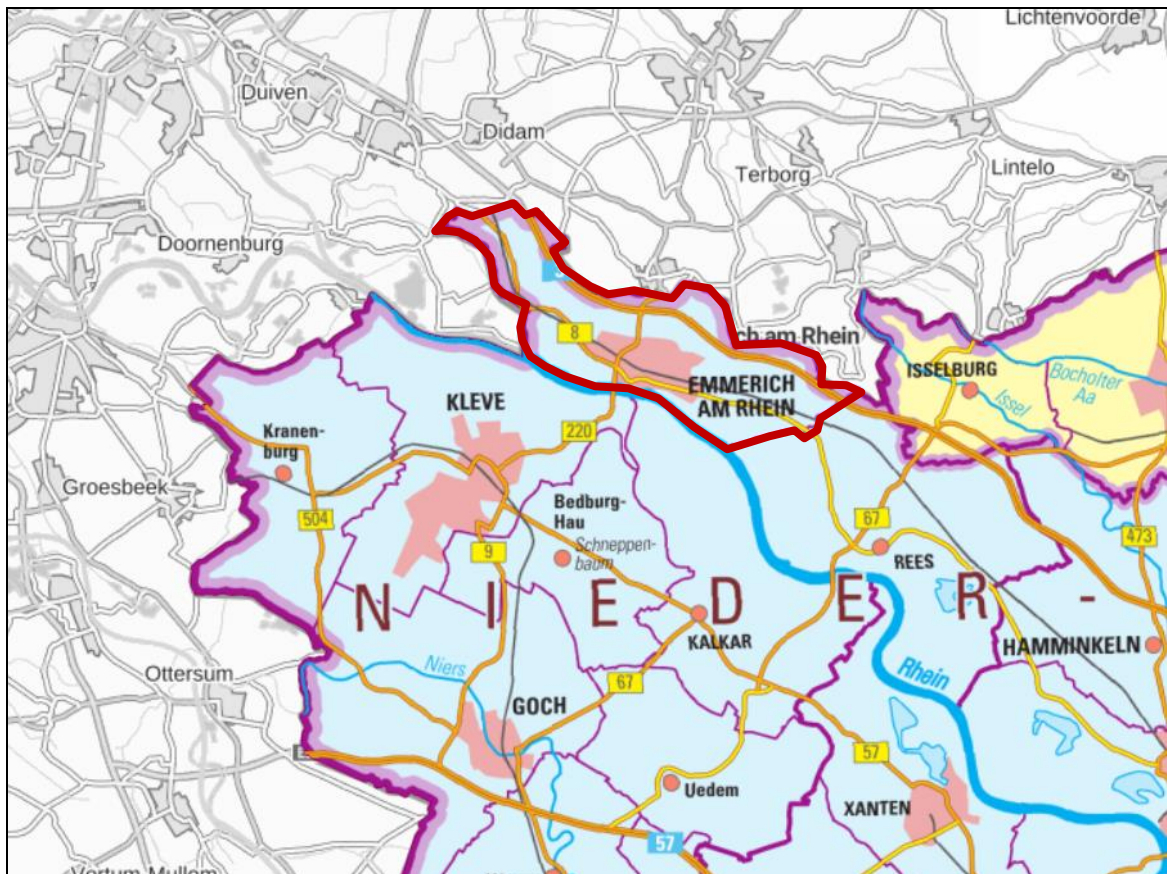 Lichtenvoorde
Duiven
Didam
Terborg
Lintelo
Doornenburg
8
ch am Rhein
ISSELBURG
Bocholter
Aa
Issel
EMMERICH
AM RHEIN
KLEVE
220
Kranen-
burg
Groesbeek
504
Bedburg-
Hau
Schneppen-
baum
9
67
REES
473
NIEDER-
KALKAR
HAMMINKELN
Ottersum
Niers
67
Rhein
GOCH
57
Uedem
XANTEN
57